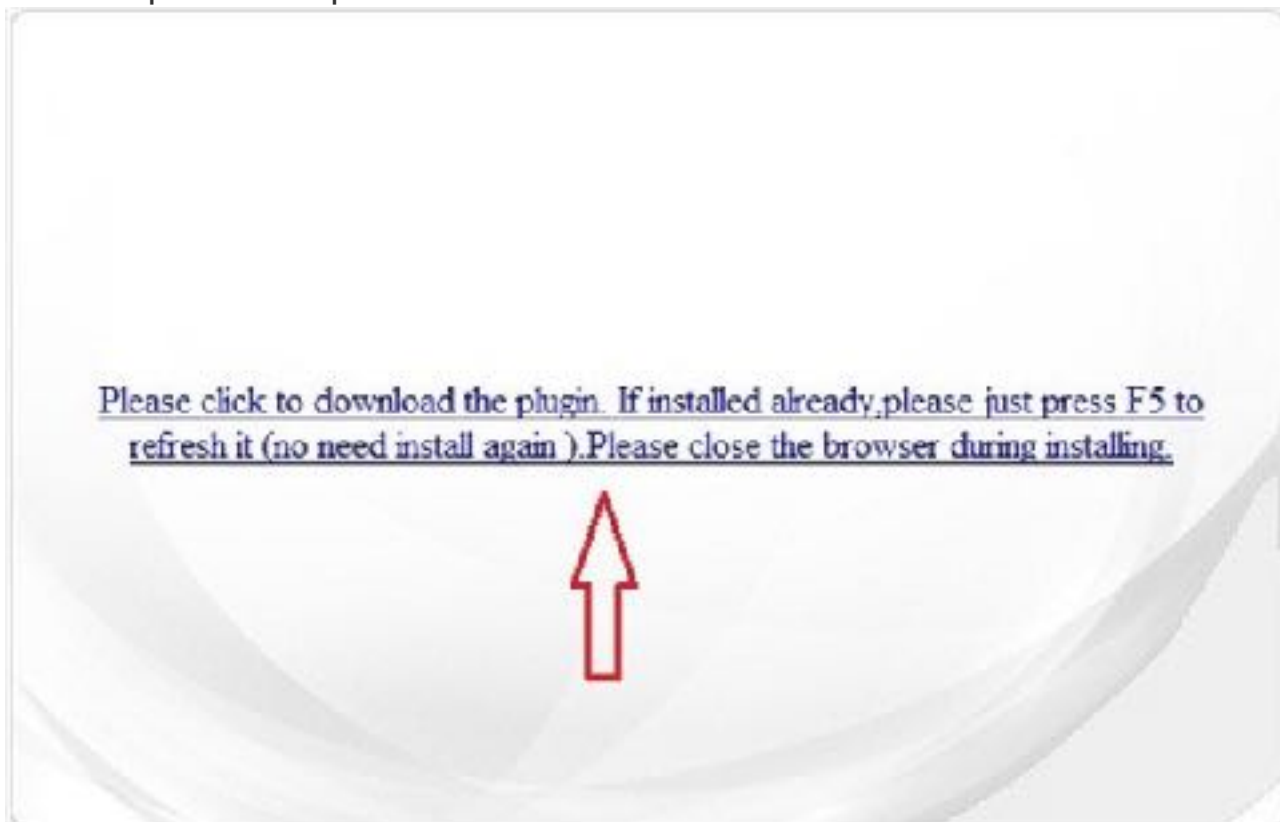 Please click to download the plugin. If installed already,please just press F5 to
refresh it (no need install again ).Please close the browser during installing.